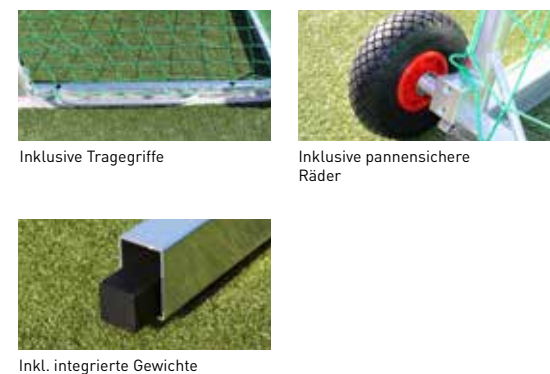 Inklusive Tragegriffe
Inklusive pannensichere
Räder
Inkl. integrierte Gewichte